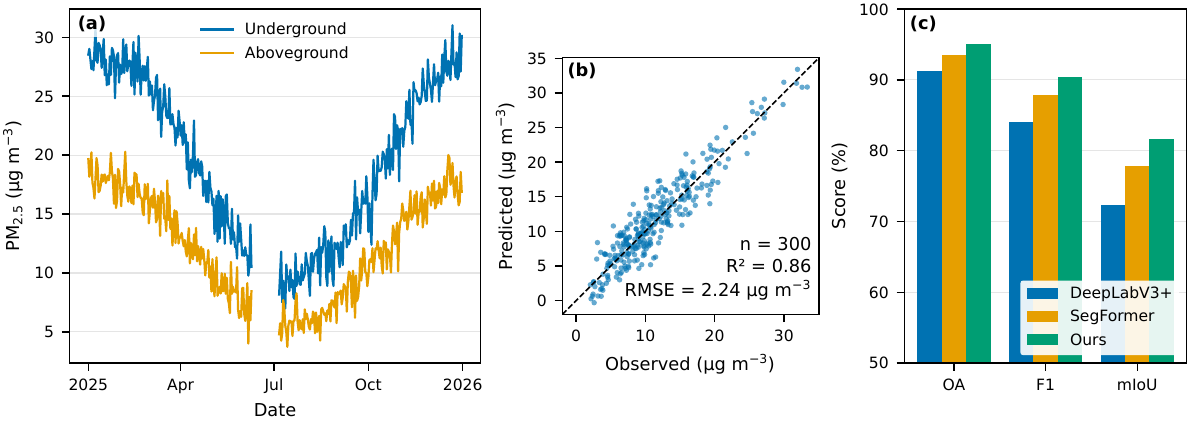 (a)
Underground
Aboveground
30
25
20
15
10
5
PM₂.₅ (µg m⁻³)
2025 Apr Jul Oct 2026
Date
(b)
35
30
25
20
15
10
5
0
Predicted (µg m⁻³)
n = 300
R² = 0.86
RMSE = 2.24 µg m⁻³
0 10 20 30
Observed (µg m⁻³)
(c)
100
90
80
70
60
50
Score (%)
DeepLabV3+
SegFormer
Ours
OA F1 mIoU